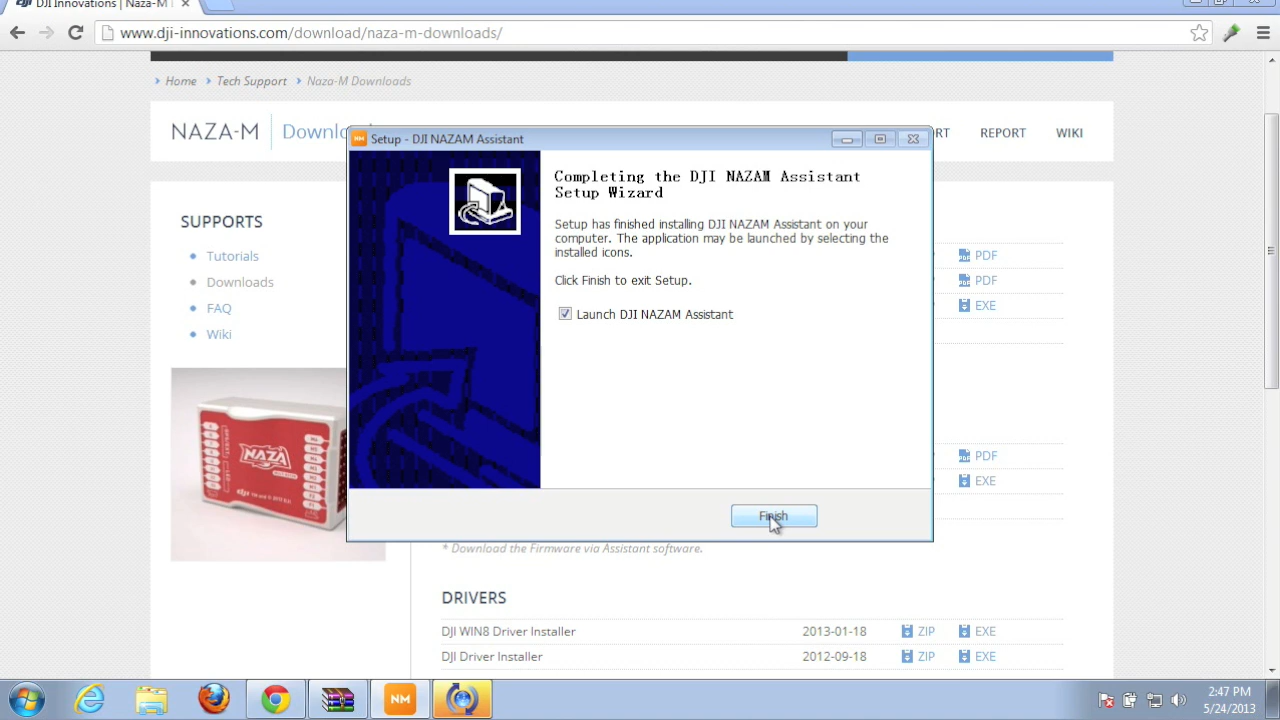 DJI Innovations | Naza-M
www.dji-innovations.com/download/naza-m-downloads/
Home Tech Support Naza-M Downloads
NAZA-M
REPORT
WIKI
Setup - DJI NAZAM Assistant
Completing the DJI NAZAM Assistant
Setup Wizard
Setup has finished installing DJI NAZAM Assistant on your
computer. The application may be launched by selecting the
installed icons.
Click Finish to exit Setup.
Launch DJI NAZAM Assistant
Finish
SUPPORTS
Tutorials
Downloads
FAQ
Wiki
NAZA
PDF
PDF
EXE
PDF
EXE
* Download the Firmware via Assistant software.
DRIVERS
DJI WIN8 Driver Installer 2013-01-18 ZIP EXE
DJI Driver Installer 2012-09-18 ZIP EXE
NM
2:47 PM
5/24/2013